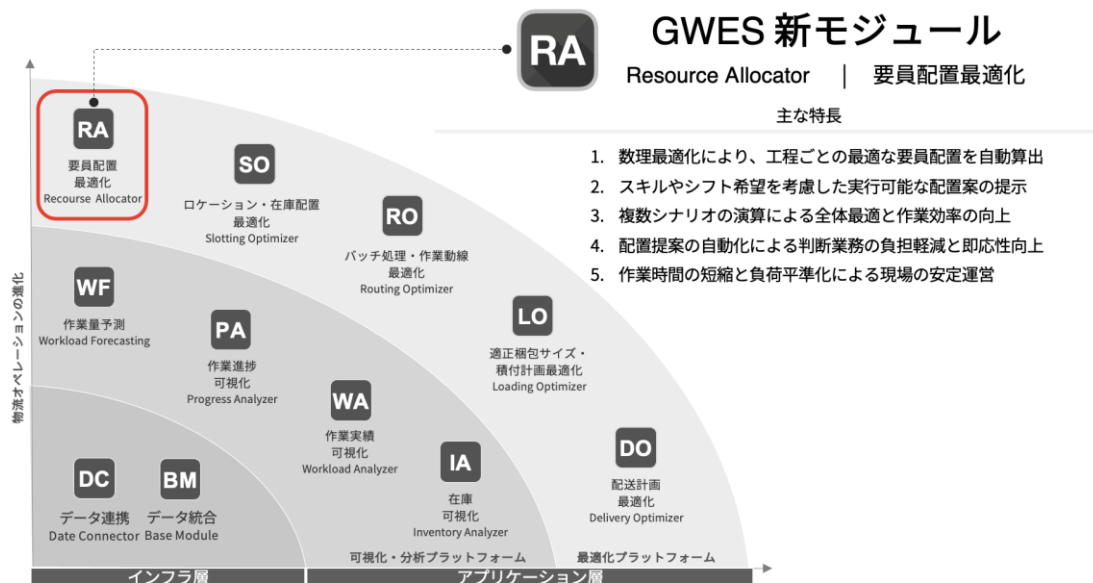 RA
GWES 新モジュール
Resource Allocator | 要員配置最適化
主な特長
1. 数理最適化により、工程ごとの最適な要員配置を自動算出
2. スキルやシフト希望を考慮した実行可能な配置案の提示
3. 複数シナリオの演算による全体最適と作業効率の向上
4. 配置提案の自動化による判断業務の負担軽減と即応性向上
5. 作業時間の短縮と負荷平準化による現場の安定運営
物流オペレーションの進化
RA
要員配置
最適化
Recourse Allocator
SO
ロケーション・在庫配置
最適化
Slotting Optimizer
RO
バッチ処理・作業動線
最適化
Routing Optimizer
LO
適正梱包サイズ・
積付計画最適化
Loading Optimizer
DO
配送計画
最適化
Delivery Optimizer
WF
作業量予測
Workload Forecasting
PA
作業進捗
可視化
Progress Analyzer
WA
作業実績
可視化
Workload Analyzer
IA
在庫
可視化
Inventory Analyzer
DC
データ連携
Date Connector
BM
データ統合
Base Module
可視化・分析プラットフォーム
最適化プラットフォーム
インフラ層
アプリケーション層